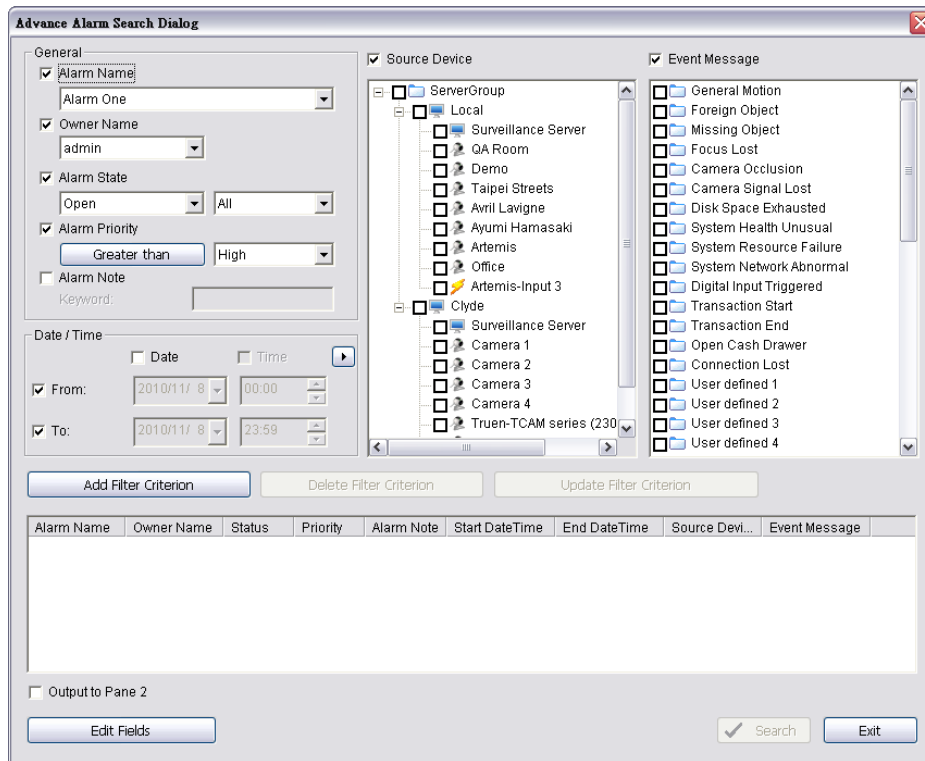 Advance Alarm Search Dialog
General
Alarm Name
Alarm One
Owner Name
admin
Alarm State
Open All
Alarm Priority
Greater than High
Alarm Note
Keyword:
Date / Time
Date Time
From: 2010/11/ 8 00:00
To: 2010/11/ 8 23:59
Source Device
ServerGroup
Local
Surveillance Server
QA Room
Demo
Taipei Streets
Avril Lavigne
Ayumi Hamasaki
Artemis
Office
Artemis-Input 3
Clyde
Surveillance Server
Camera 1
Camera 2
Camera 3
Camera 4
Truen-TCAM series (230
Event Message
General Motion
Foreign Object
Missing Object
Focus Lost
Camera Occlusion
Camera Signal Lost
Disk Space Exhausted
System Health Unusual
System Resource Failure
System Network Abnormal
Digital Input Triggered
Transaction Start
Transaction End
Open Cash Drawer
Connection Lost
User defined 1
User defined 2
User defined 3
User defined 4
Add Filter Criterion Delete Filter Criterion Update Filter Criterion
Alarm Name Owner Name Status Priority Alarm Note Start DateTime End DateTime Source Devi... Event Message
Output to Pane 2
Edit Fields Search Exit